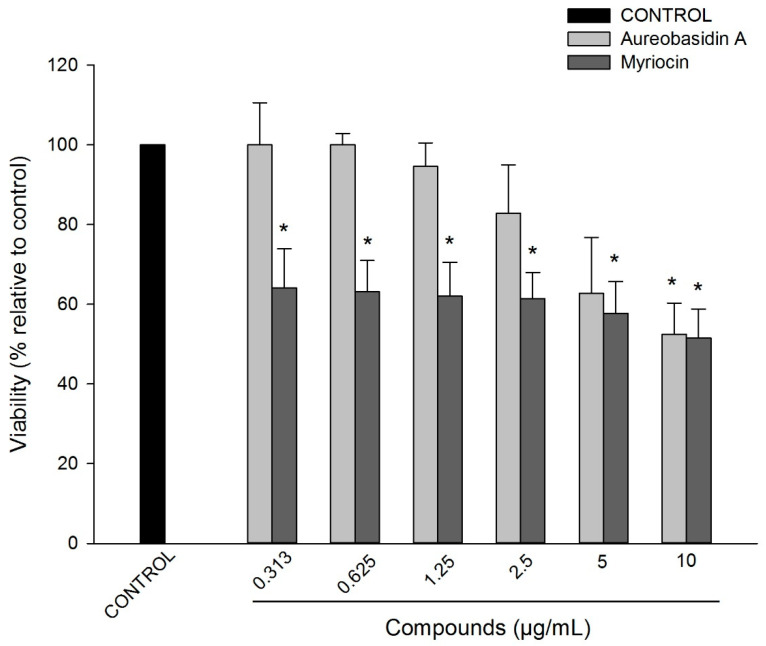 CONTROL
Aureobasidin A
Myriocin
120
100
80
60
40
20
0
Viability (% relative to control)
* * * * * * *
CONTROL 0.313 0.625 1.25 2.5 5 10
Compounds (μg/mL)